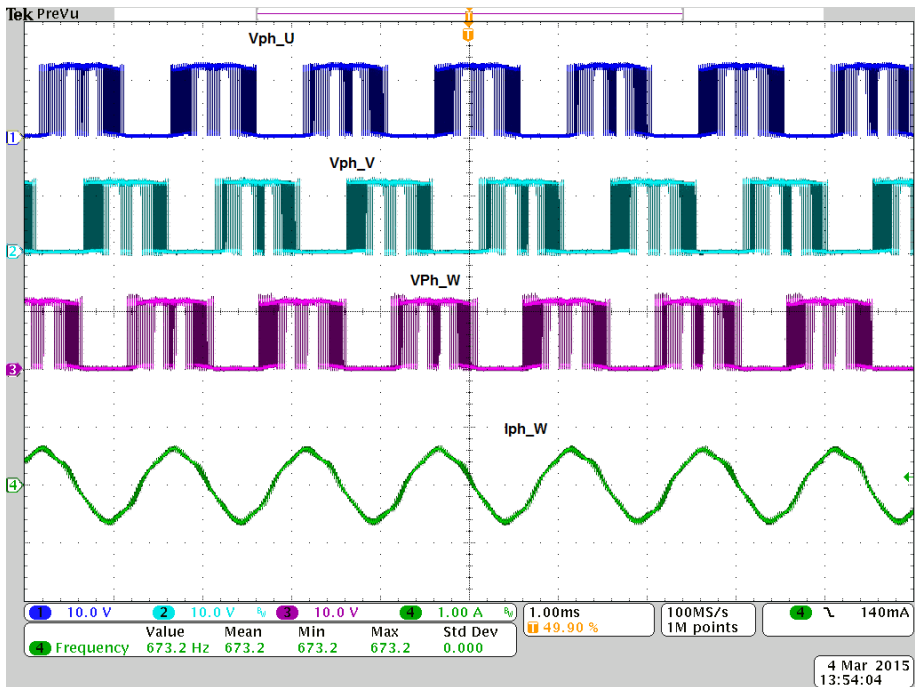 Tek PreVu
T
T
Vph_U
1
Vph_V
2
VPh_W
3
Iph_W
4
1 10.0 V 2 10.0 V BW 3 10.0 V 4 1.00 A BW
1.00ms
T 49.90 %
100MS/s
1M points
4 140mA
Value Mean Min Max Std Dev
4 Frequency 673.2 Hz 673.2 673.2 673.2 0.000
4 Mar 2015
13:54:04